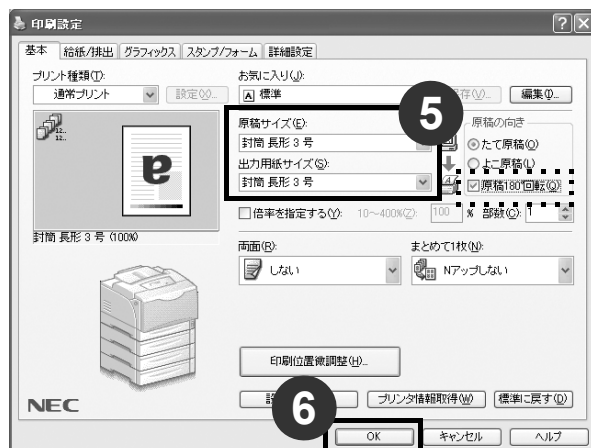 印刷設定
基本 給紙/排出 グラフィックス スタンプ/フォーム 詳細設定
プリント種類(T): お気に入り(J):
通常プリント 設定(X)... A 標準 存(V)... 編集(I)...
5
原稿サイズ(E): 原稿の向き
封筒 長形 3 号 たて原稿(O)
出力用紙サイズ(S): よこ原稿(L)
封筒 長形 3 号 原稿180°回転(Q)
a
倍率を指定する(Y): 10~400%(Z): 100 % 部数(C): 1
封筒 長形 3 号 (100%)
両面(R): まとめて1枚(N):
しない Nアップしない
印刷位置微調整(H)...
6
NEC プリンタ情報取得(W) 標準に戻す(D)
OK キャンセル ヘルプ